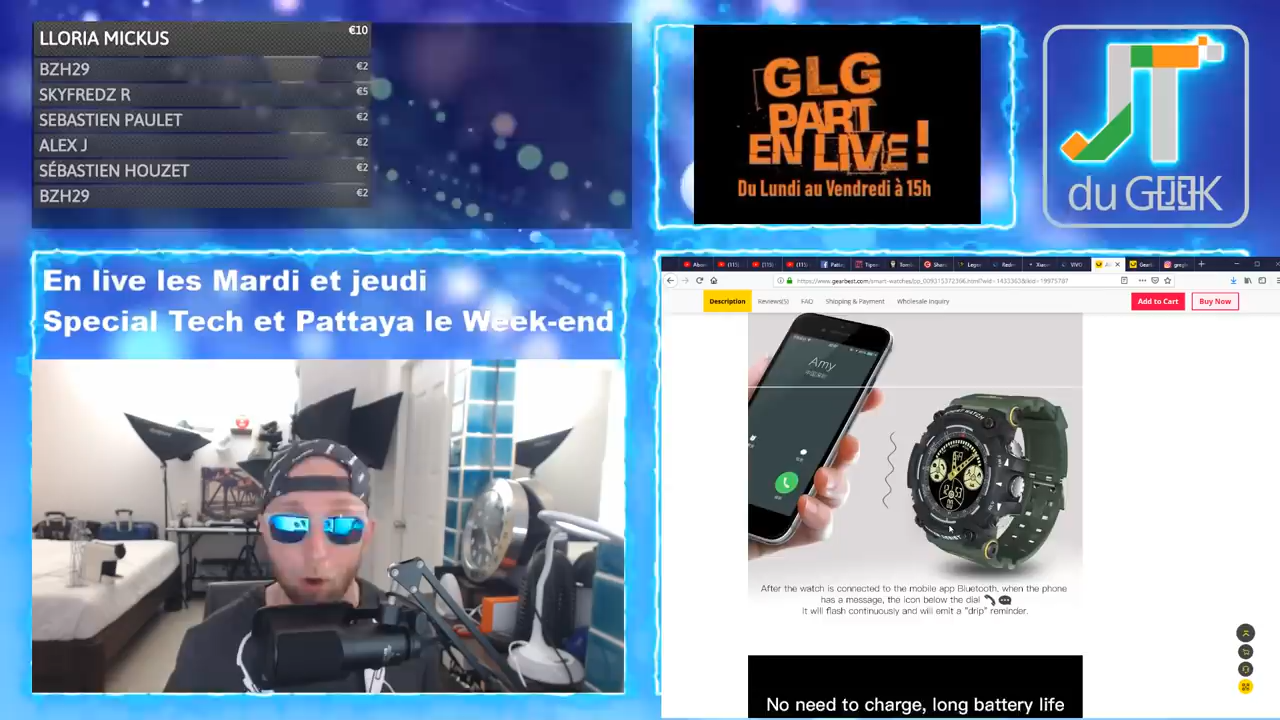 LLORIA MICKUS €10
BZH29 €2
SKYFREDZ R €5
SEBASTIEN PAULET €2
ALEX J €2
SÉBASTIEN HOUZET €2
BZH29 €2
GLG
PART
EN LIVE !
Du Lundi au Vendredi à 15h
JT
du GEEK
En live les Mardi et jeudi
Special Tech et Pattaya le Week-end
Description Reviews(5) FAQ Shipping & Payment Wholesale Inquiry Add to Cart Buy Now
Amy
After the watch is connected to the mobile app Bluetooth, when the phone
has a message, the icon below the dial
It will flash continuously and will emit a "drip" reminder.
No need to charge, long battery life